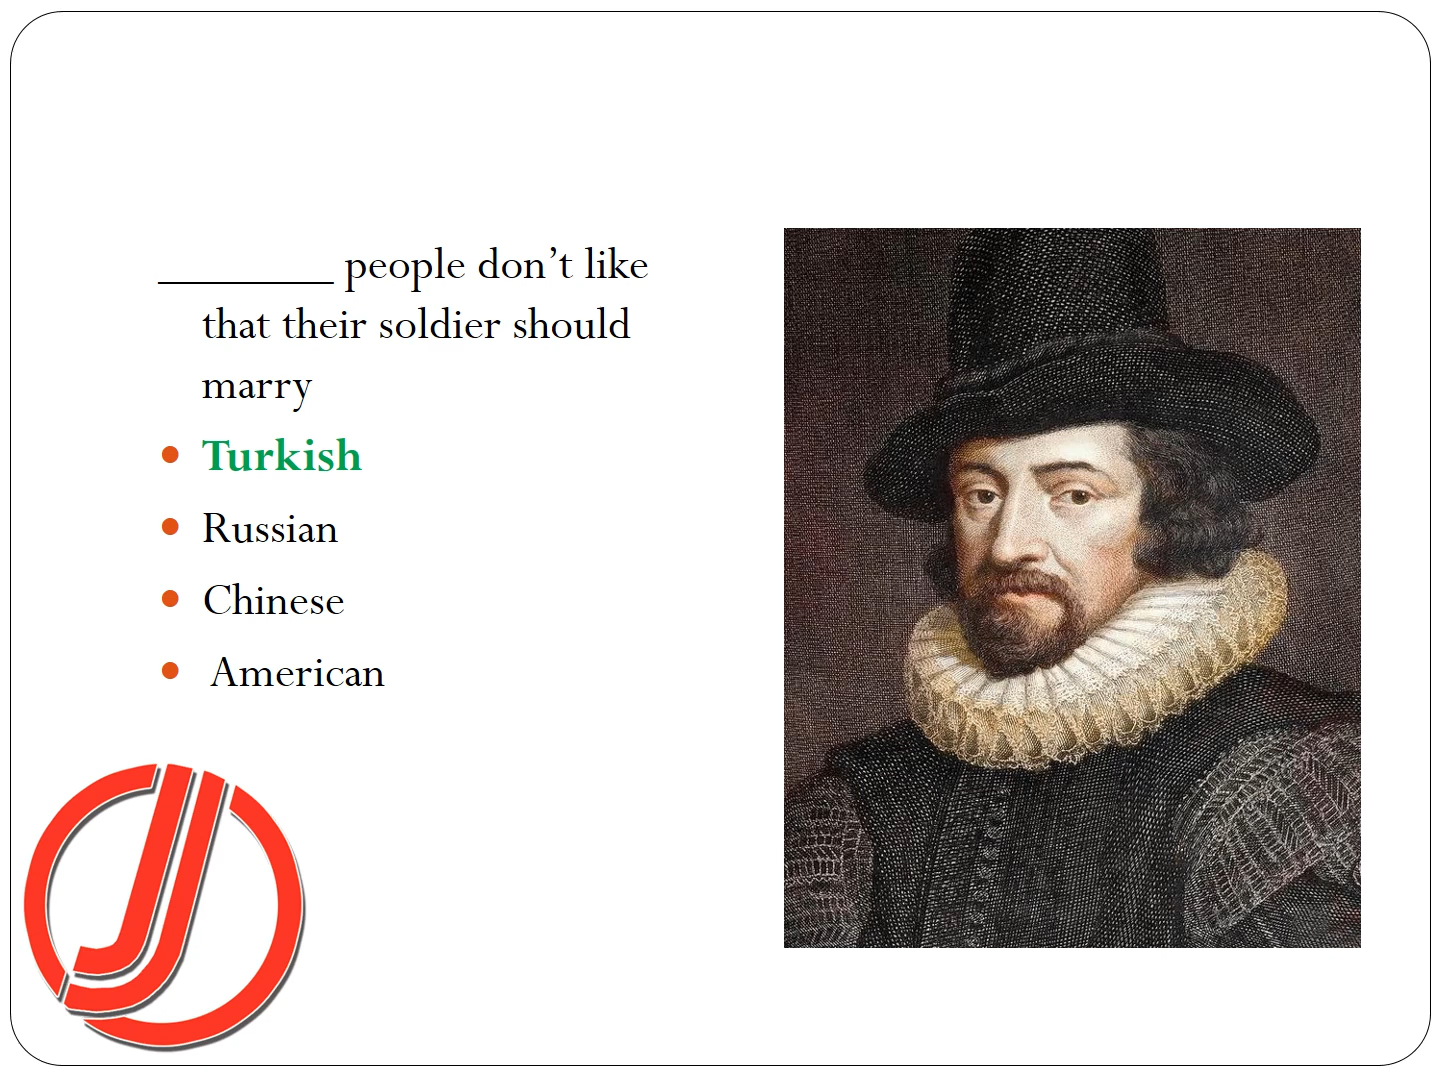 ________ people don’t like
that their soldier should
marry
• Turkish
• Russian
• Chinese
• American